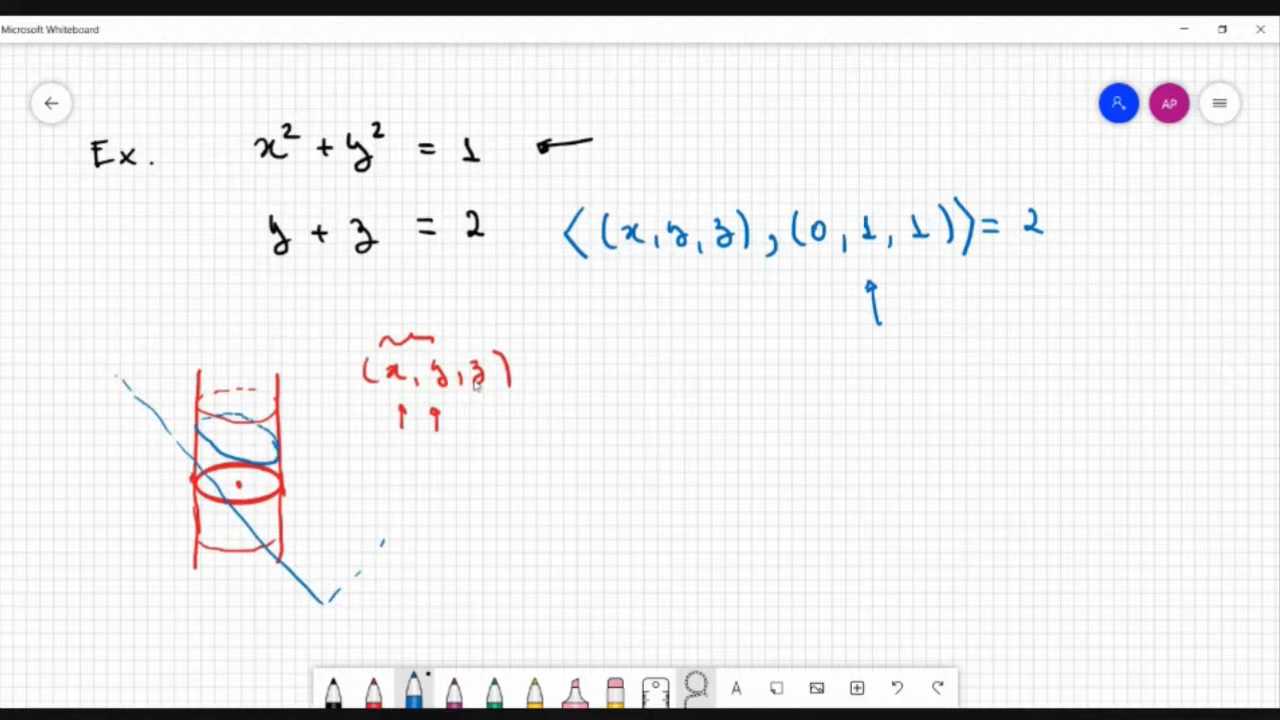 Microsoft Whiteboard
AP
Ex. x² + y² = 1
y + z = 2 ⟨(x, y, z), (0, 1, 1)⟩ = 2
(x, y, z)
A